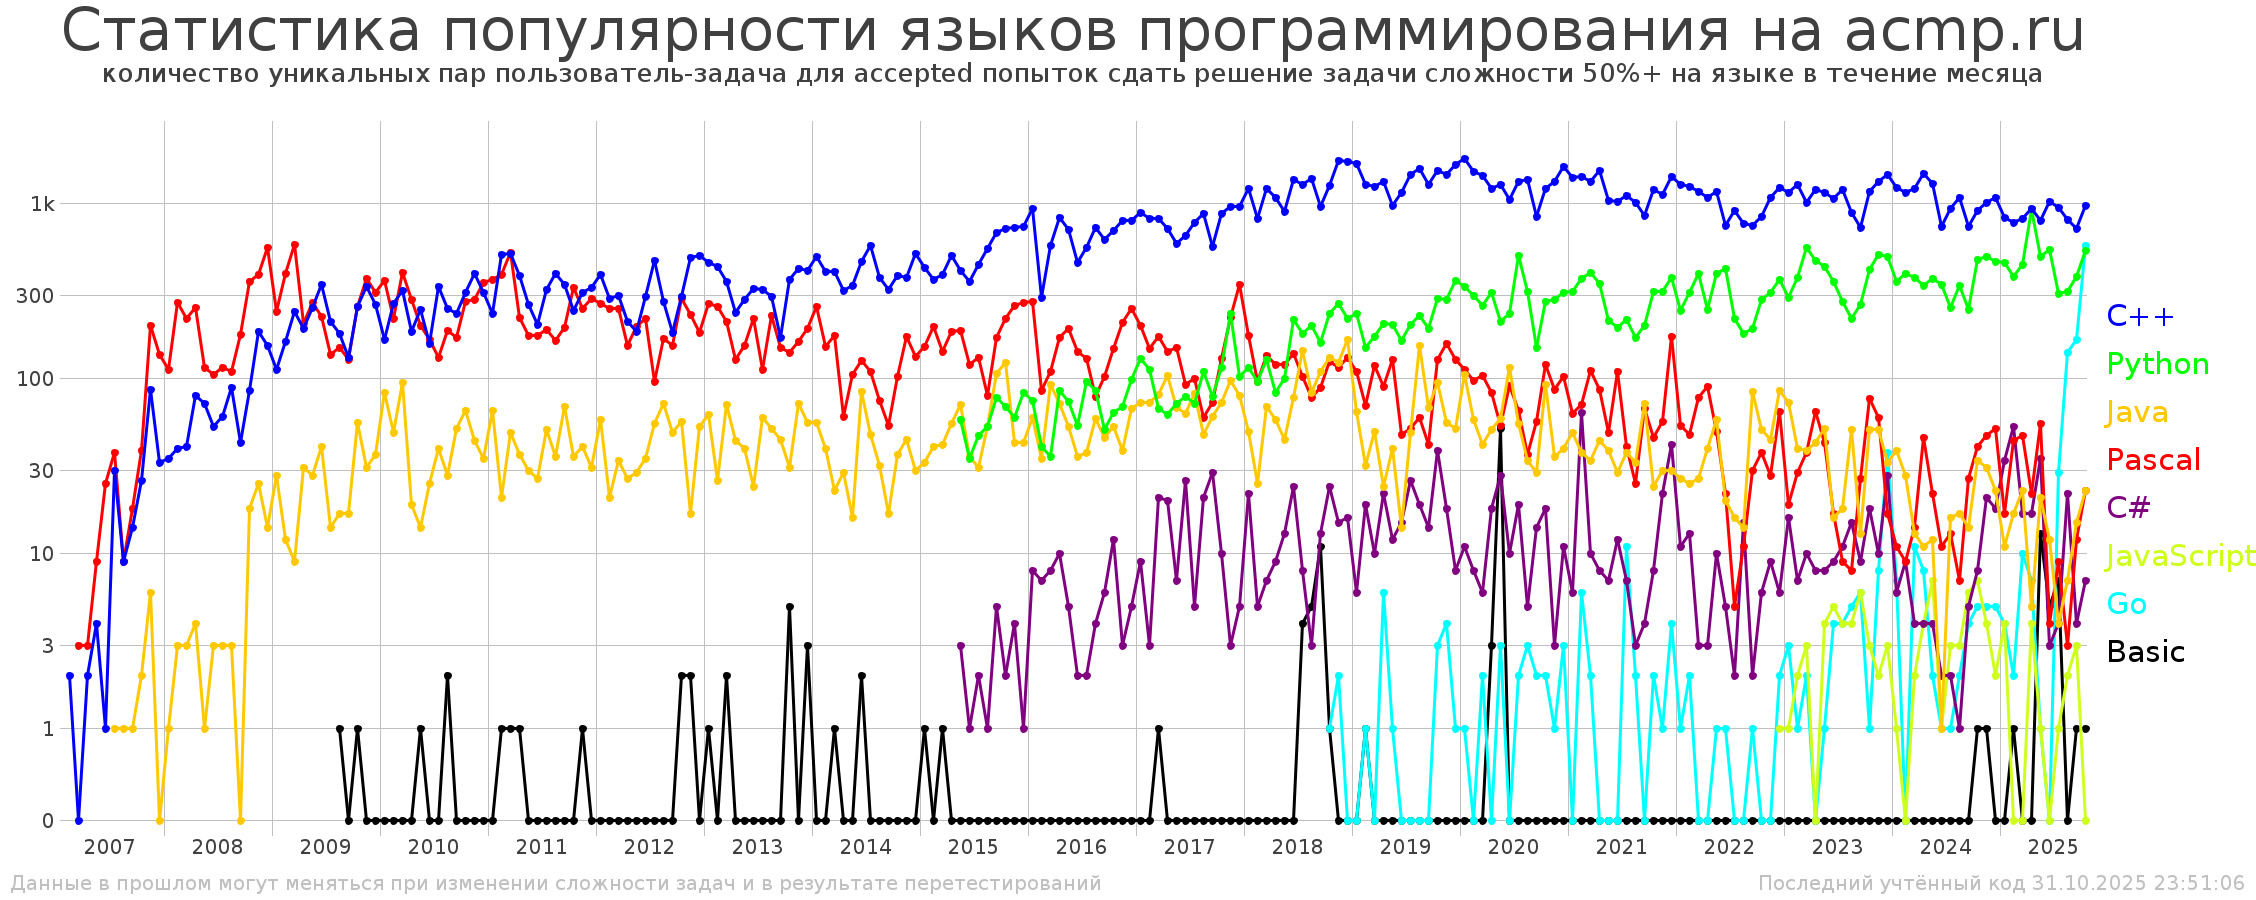 Статистика популярности языков программирования на acmp.ru
количество уникальных пар пользователь-задача для accepted попыток сдать решение задачи сложности 50%+ на языке в течение месяца
1k
300
100
30
10
3
1
0
C++
Python
Java
Pascal
C#
JavaScript
Go
Basic
2007 2008 2009 2010 2011 2012 2013 2014 2015 2016 2017 2018 2019 2020 2021 2022 2023 2024 2025
Данные в прошлом могут меняться при изменении сложности задач и в результате перетестирований
Последний учтённый код 31.10.2025 23:51:06